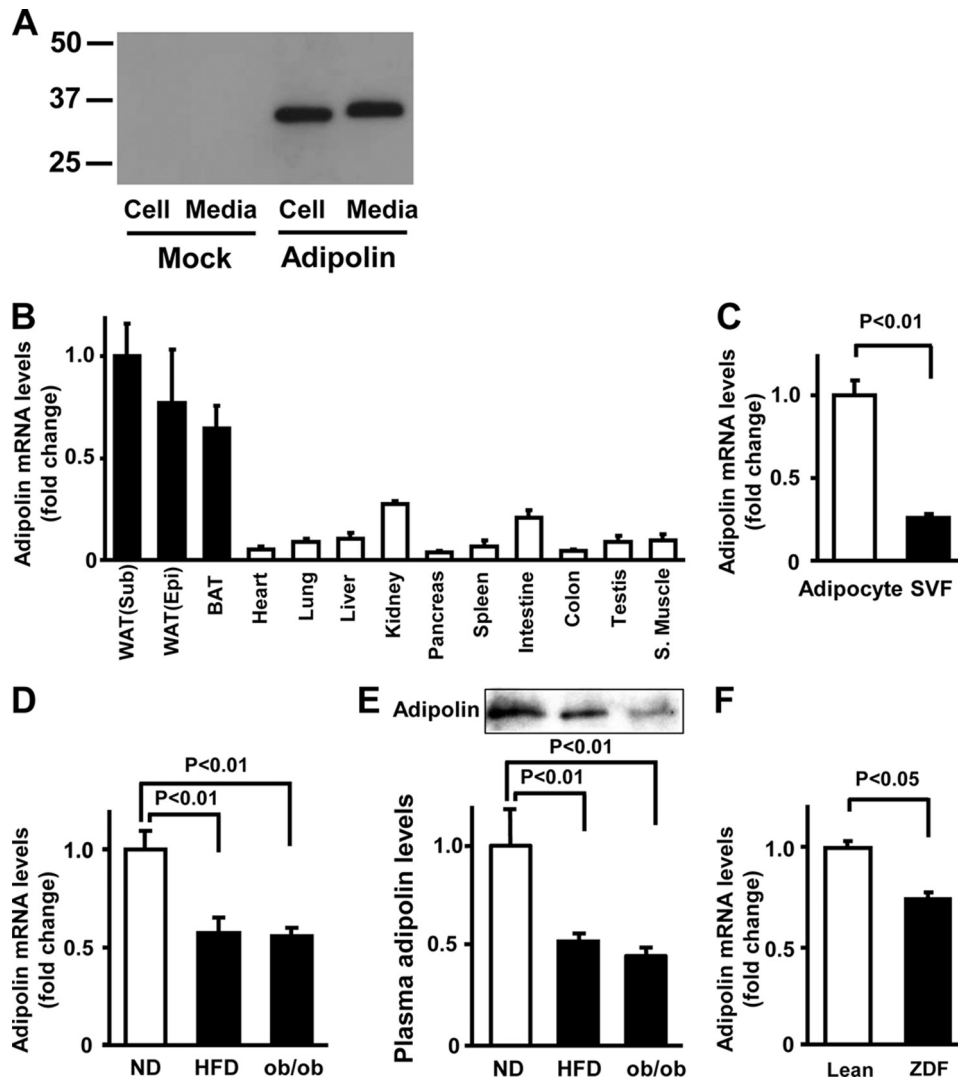 A
50
37
25
Cell Media Cell Media
Mock Adipolin
B
Adipolin mRNA levels
(fold change)
1.0
0.5
0
WAT(Sub)
WAT(Epi)
BAT
Heart
Lung
Liver
Kidney
Pancreas
Spleen
Intestine
Colon
Testis
S. Muscle
C
P<0.01
Adipolin mRNA levels
(fold change)
1.0
0.5
0
Adipocyte SVF
D
P<0.01
P<0.01
Adipolin mRNA levels
(fold change)
1.0
0.5
0
ND HFD ob/ob
E
Adipolin
P<0.01
P<0.01
Plasma adipolin levels
1.0
0.5
0
ND HFD ob/ob
F
P<0.05
Adipolin mRNA levels
(fold change)
1.0
0.5
0
Lean ZDF